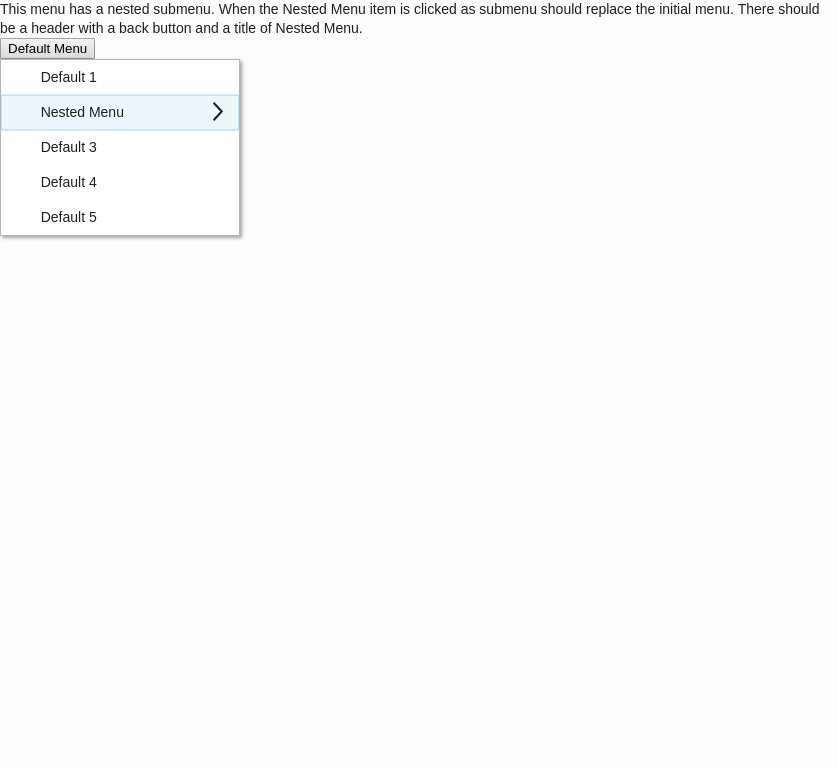 This menu has a nested submenu. When the Nested Menu item is clicked as submenu should replace the initial menu. There should
be a header with a back button and a title of Nested Menu.
Default Menu
Default 1
Nested Menu
Default 3
Default 4
Default 5